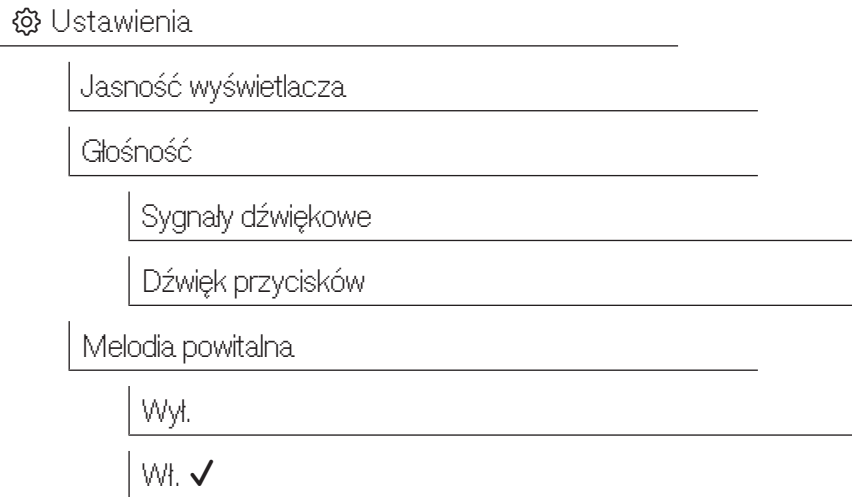 Ustawienia
Jasność wyświetlacza
Głośność
Sygnały dźwiękowe
Dźwięk przycisków
Melodia powitalna
Wył.
Wł. ✓